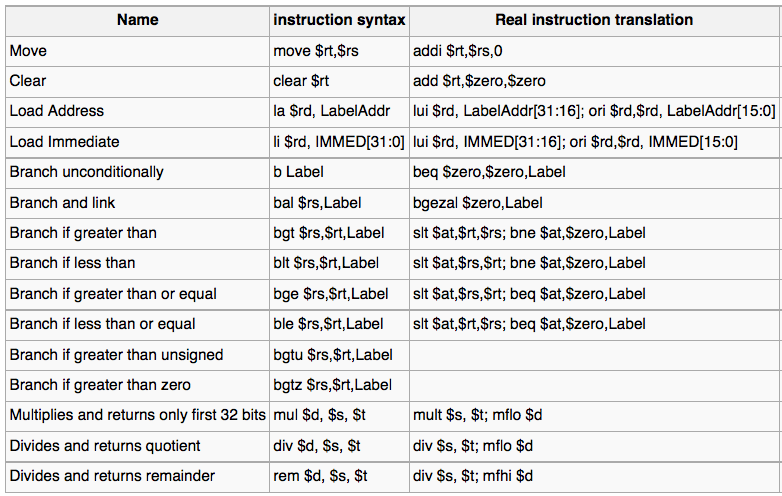 Name instruction syntax Real instruction translation
Move move $rt,$rs addi $rt,$rs,0
Clear clear $rt add $rt,$zero,$zero
Load Address la $rd, LabelAddr lui $rd, LabelAddr[31:16]; ori $rd,$rd, LabelAddr[15:0]
Load Immediate li $rd, IMMED[31:0] lui $rd, IMMED[31:16]; ori $rd,$rd, IMMED[15:0]
Branch unconditionally b Label beq $zero,$zero,Label
Branch and link bal $rs,Label bgezal $zero,Label
Branch if greater than bgt $rs,$rt,Label slt $at,$rt,$rs; bne $at,$zero,Label
Branch if less than blt $rs,$rt,Label slt $at,$rs,$rt; bne $at,$zero,Label
Branch if greater than or equal bge $rs,$rt,Label slt $at,$rs,$rt; beq $at,$zero,Label
Branch if less than or equal ble $rs,$rt,Label slt $at,$rt,$rs; beq $at,$zero,Label
Branch if greater than unsigned bgtu $rs,$rt,Label
Branch if greater than zero bgtz $rs,$rt,Label
Multiplies and returns only first 32 bits mul $d, $s, $t mult $s, $t; mflo $d
Divides and returns quotient div $d, $s, $t div $s, $t; mflo $d
Divides and returns remainder rem $d, $s, $t div $s, $t; mfhi $d